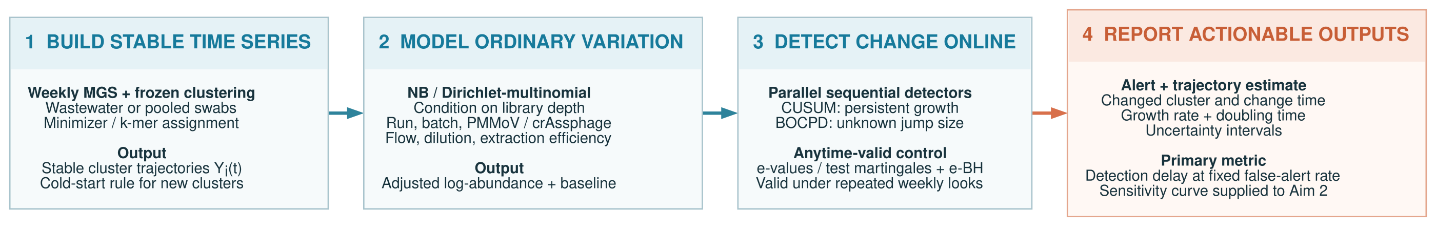 1 BUILD STABLE TIME SERIES
Weekly MGS + frozen clustering
Wastewater or pooled swabs
Minimizer / k-mer assignment
Output
Stable cluster trajectories Yᵢ(t)
Cold-start rule for new clusters
2 MODEL ORDINARY VARIATION
NB / Dirichlet-multinomial
Condition on library depth
Run, batch, PMMoV / crAssphage
Flow, dilution, extraction efficiency
Output
Adjusted log-abundance + baseline
3 DETECT CHANGE ONLINE
Parallel sequential detectors
CUSUM: persistent growth
BOCPD: unknown jump size
Anytime-valid control
e-values / test martingales + e-BH
Valid under repeated weekly looks
4 REPORT ACTIONABLE OUTPUTS
Alert + trajectory estimate
Changed cluster and change time
Growth rate + doubling time
Uncertainty intervals
Primary metric
Detection delay at fixed false-alert rate
Sensitivity curve supplied to Aim 2